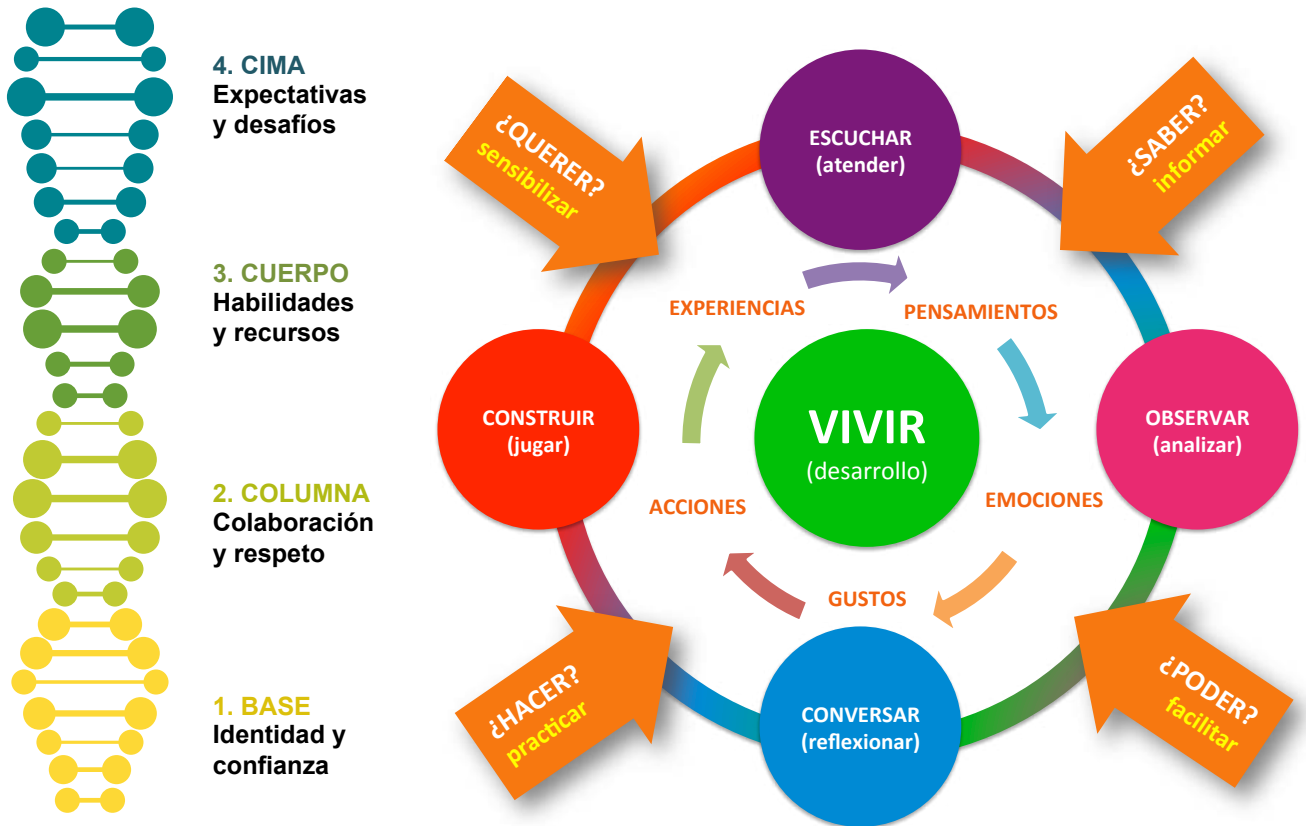 4. CIMA
Expectativas
y desafíos
3. CUERPO
Habilidades
y recursos
2. COLUMNA
Colaboración
y respeto
1. BASE
Identidad y
confianza
¿QUERER?
sensibilizar
ESCUCHAR
(atender)
¿SABER?
informar
EXPERIENCIAS
PENSAMIENTOS
CONSTRUIR
(jugar)
VIVIR
(desarrollo)
OBSERVAR
(analizar)
ACCIONES
EMOCIONES
GUSTOS
¿HACER?
practicar
CONVERSAR
(reflexionar)
¿PODER?
facilitar